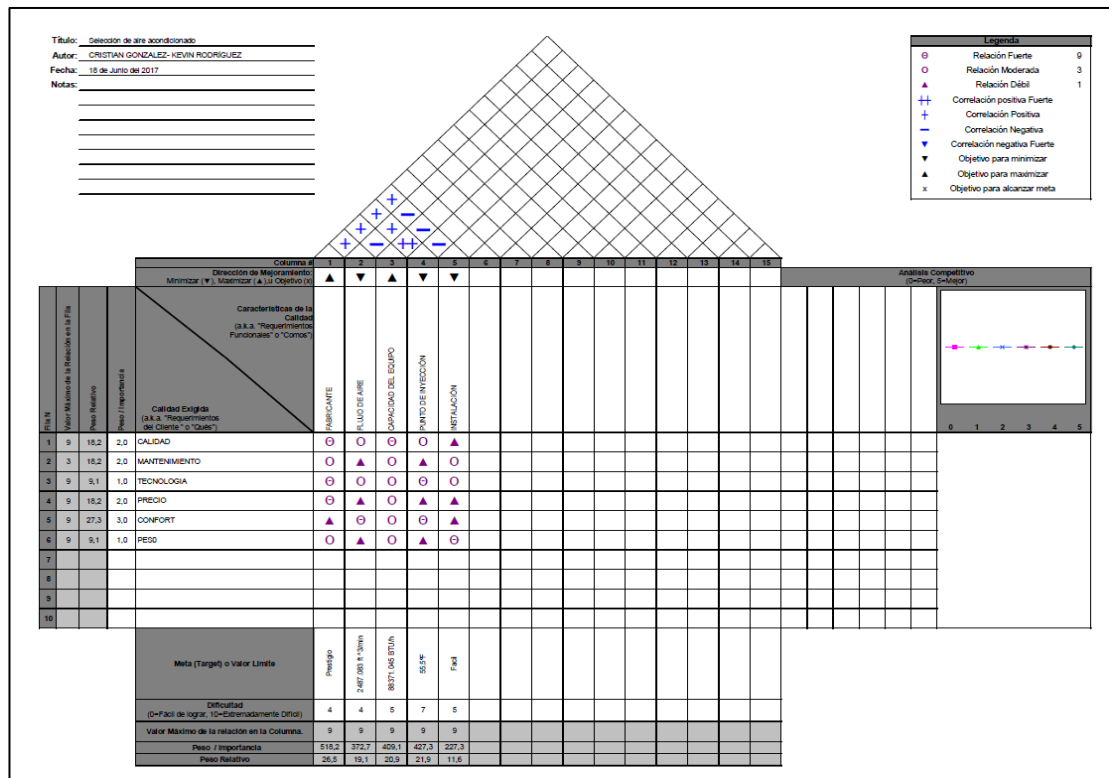 Título: Selección de aire acondicionado
Autor: CRISTIAN GONZALEZ- KEVIN RODRÍGUEZ
Fecha: 18 de Junio del 2017
Notas:
Legenda
Θ Relación Fuerte 9
Ο Relación Moderada 3
▲ Relación Débil 1
┼┼ Correlación positiva Fuerte
┼ Correlación Positiva
▬ Correlación Negativa
▼ Correlación negativa Fuerte
▼ Objetivo para minimizar
▲ Objetivo para maximizar
x Objetivo para alcanzar meta
┼
┼ ▬
┼ ┼ ▬
┼ ▬ ┼┼ ▬
Columna # 1 2 3 4 5 6 7 8 9 10 11 12 13 14 15
Dirección de Mejoramiento:
Minimizar (▼), Maximizar (▲),u Objetivo (x)
▲ ▼ ▲ ▼ ▼
Análisis Competitivo
(0=Peor, 5=Mejor)
Fila N
Valor Máximo de la Relación en la Fila
Peso Relativo
Peso / Importancia
Características de la
Calidad
(a.k.a. "Requerimientos
Funcionales" o "Comos")
Calidad Exigida
(a.k.a. "Requerimientos
del Cliente " o "Qués")
FABRICANTE
FLUJO DE AIRE
CAPACIDAD DEL EQUIPO
PUNTO DE INYECCIÓN
INSTALACIÓN
0 1 2 3 4 5
1 9 18,2 2,0 CALIDAD Θ Ο Θ Ο ▲
2 3 18,2 2,0 MANTENIMIENTO Ο ▲ Ο ▲ Ο
3 9 9,1 1,0 TECNOLOGIA Θ Ο Ο Θ Ο
4 9 18,2 2,0 PRECIO Θ ▲ Ο ▲ ▲
5 9 27,3 3,0 CONFORT ▲ Θ Ο Θ ▲
6 9 9,1 1,0 PESO Ο ▲ Ο ▲ Θ
7
8
9
10
Meta (Target) o Valor Límite
Prestigio
2487.083 ft ^3/min
88371.045 BTU/h
55.5°F
Facil
Dificultad
(0=Fácil de lograr, 10=Extremadamente Difícil)
4 4 5 7 5
Valor Máximo de la relación en la Columna. 9 9 9 9 9
Peso / Importancia 518,2 372,7 409,1 427,3 227,3
Peso Relativo 26,5 19,1 20,9 21,9 11,6